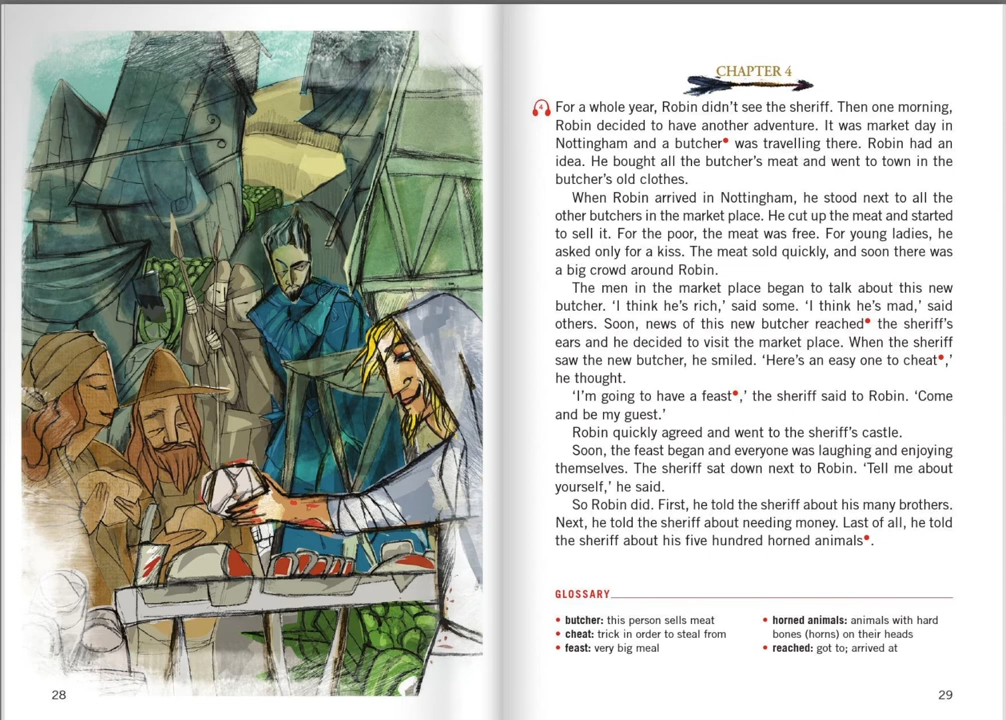 CHAPTER 4
4
For a whole year, Robin didn't see the sheriff. Then one morning,
Robin decided to have another adventure. It was market day in
Nottingham and a butcher• was travelling there. Robin had an
idea. He bought all the butcher's meat and went to town in the
butcher's old clothes.
When Robin arrived in Nottingham, he stood next to all the
other butchers in the market place. He cut up the meat and started
to sell it. For the poor, the meat was free. For young ladies, he
asked only for a kiss. The meat sold quickly, and soon there was
a big crowd around Robin.
The men in the market place began to talk about this new
butcher. 'I think he's rich,' said some. 'I think he's mad,' said
others. Soon, news of this new butcher reached• the sheriff's
ears and he decided to visit the market place. When the sheriff
saw the new butcher, he smiled. 'Here's an easy one to cheat•,'
he thought.
'I'm going to have a feast•,' the sheriff said to Robin. 'Come
and be my guest.'
Robin quickly agreed and went to the sheriff's castle.
Soon, the feast began and everyone was laughing and enjoying
themselves. The sheriff sat down next to Robin. 'Tell me about
yourself,' he said.
So Robin did. First, he told the sheriff about his many brothers.
Next, he told the sheriff about needing money. Last of all, he told
the sheriff about his five hundred horned animals•.
GLOSSARY
• butcher: this person sells meat
• cheat: trick in order to steal from
• feast: very big meal
• horned animals: animals with hard
bones (horns) on their heads
• reached: got to; arrived at
28
29